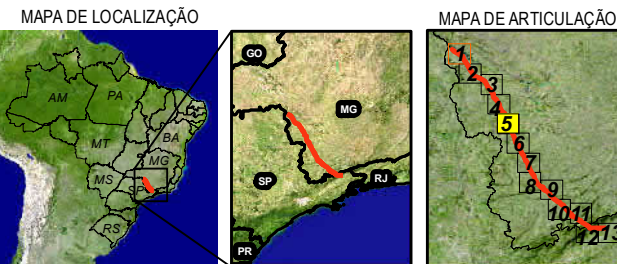 MAPA DE LOCALIZAÇÃO
AM
PA
MT
BA
MG
MS
SP
RS
GO
MG
SP
RJ
PR
MAPA DE ARTICULAÇÃO
1
2
3
4
5
6
7
8
9
10
11
12
13